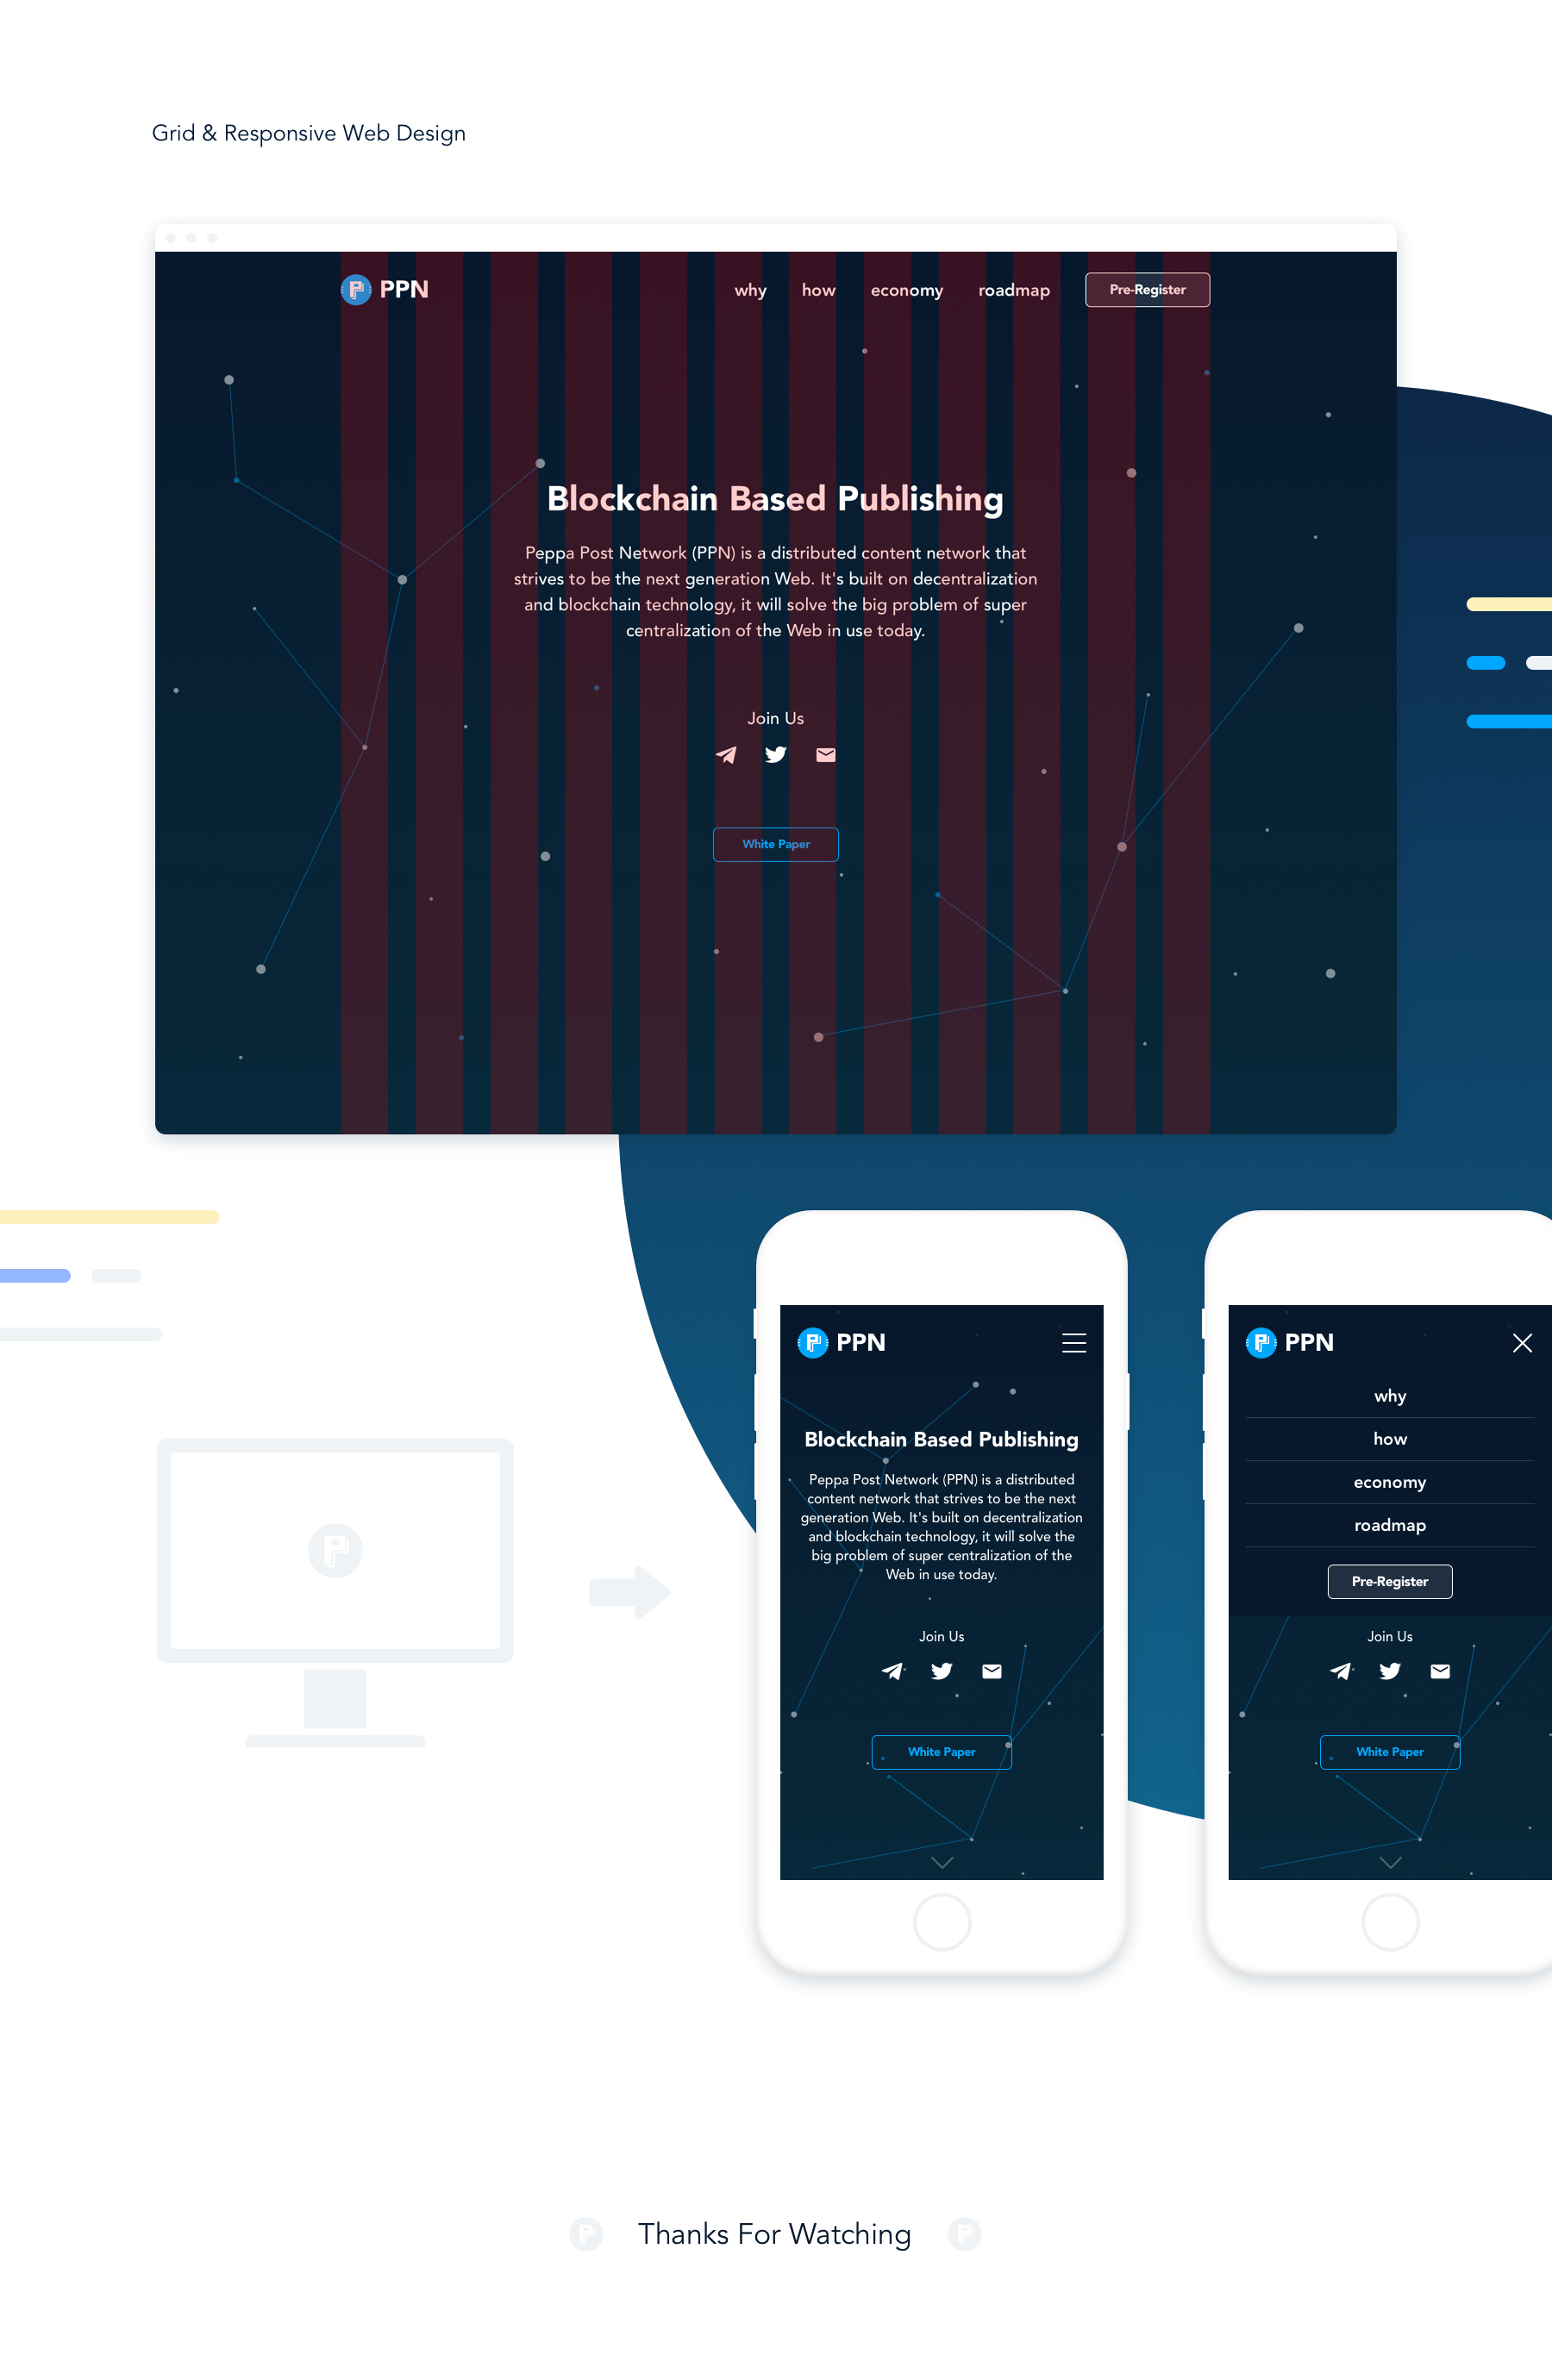 Grid & Responsive Web Design
PPN
why how economy roadmap Pre-Register
Blockchain Based Publishing
Peppa Post Network (PPN) is a distributed content network that
strives to be the next generation Web. It's built on decentralization
and blockchain technology, it will solve the big problem of super
centralization of the Web in use today.
Join Us
White Paper
PPN
Blockchain Based Publishing
Peppa Post Network (PPN) is a distributed
content network that strives to be the next
generation Web. It's built on decentralization
and blockchain technology, it will solve the
big problem of super centralization of the
Web in use today.
Join Us
White Paper
PPN
why
how
economy
roadmap
Pre-Register
Join Us
White Paper
Thanks For Watching